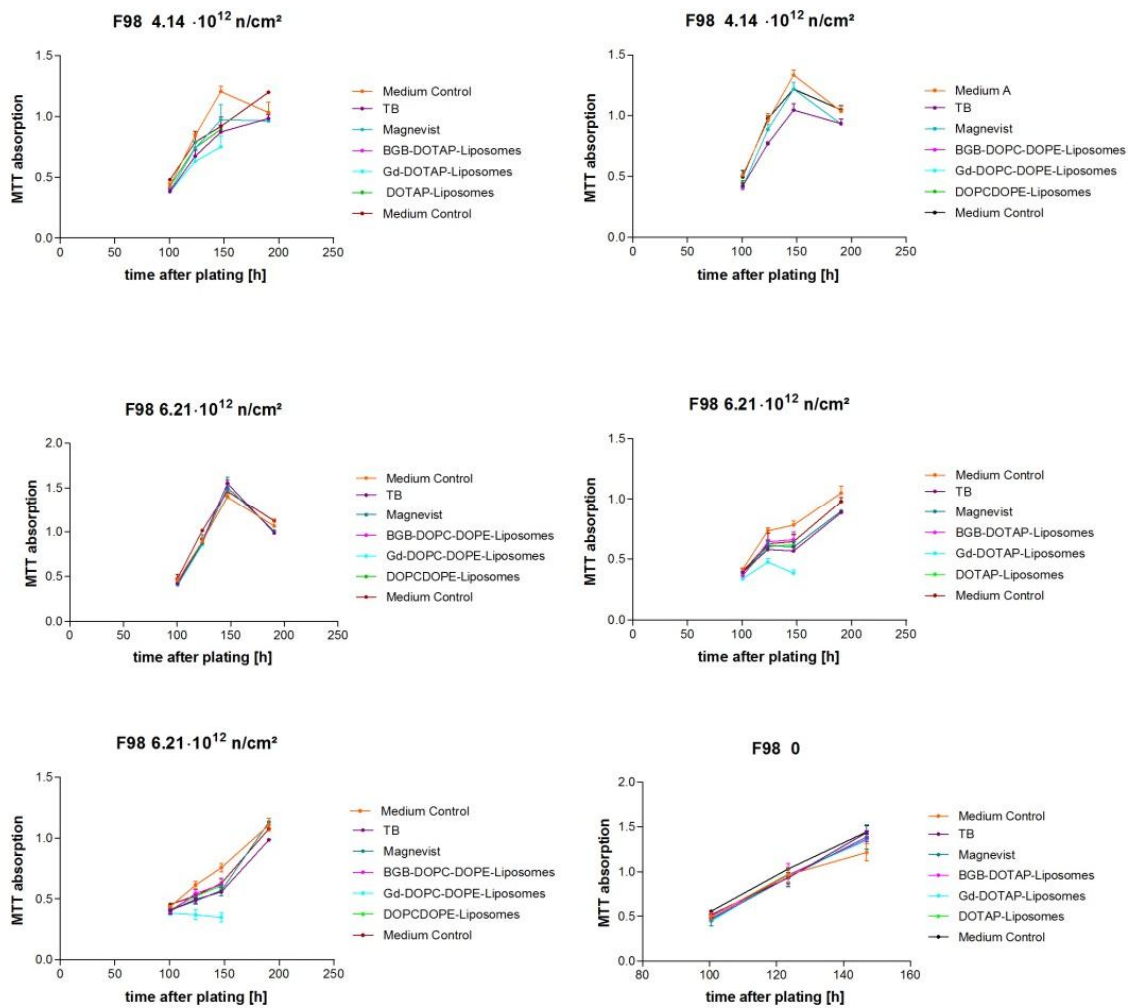 F98 4.14 ·10¹² n/cm²
MTT absorption
1.5
1.0
0.5
0.0
0 50 100 150 200 250
time after plating [h]
Medium Control
TB
Magnevist
BGB-DOTAP-Liposomes
Gd-DOTAP-Liposomes
DOTAP-Liposomes
Medium Control
F98 4.14 ·10¹² n/cm²
MTT absorption
1.5
1.0
0.5
0.0
0 50 100 150 200 250
time after plating [h]
Medium A
TB
Magnevist
BGB-DOPC-DOPE-Liposomes
Gd-DOPC-DOPE-Liposomes
DOPCDOPE-Liposomes
Medium Control
F98 6.21·10¹² n/cm²
MTT absorption
2.0
1.5
1.0
0.5
0.0
0 50 100 150 200 250
time after plating [h]
Medium Control
TB
Magnevist
BGB-DOPC-DOPE-Liposomes
Gd-DOPC-DOPE-Liposomes
DOPCDOPE-Liposomes
Medium Control
F98 6.21·10¹² n/cm²
MTT absorption
1.5
1.0
0.5
0.0
0 50 100 150 200 250
time after plating [h]
Medium Control
TB
Magnevist
BGB-DOTAP-Liposomes
Gd-DOTAP-Liposomes
DOTAP-Liposomes
Medium Control
F98 6.21·10¹² n/cm²
MTT absorption
1.5
1.0
0.5
0.0
0 50 100 150 200 250
time after plating [h]
Medium Control
TB
Magnevist
BGB-DOPC-DOPE-Liposomes
Gd-DOPC-DOPE-Liposomes
DOPCDOPE-Liposomes
Medium Control
F98 0
MTT absorption
2.0
1.5
1.0
0.5
0.0
80 100 120 140 160
time after plating [h]
Medium Control
TB
Magnevist
BGB-DOTAP-Liposomes
Gd-DOTAP-Liposomes
DOTAP-Liposomes
Medium Control